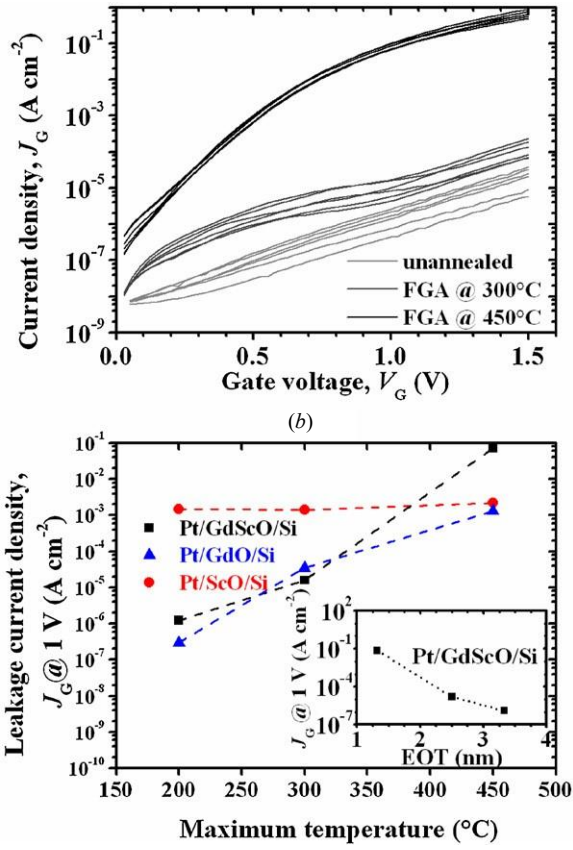 Current density, J_G (A cm⁻²)
10⁻¹
10⁻³
10⁻⁵
10⁻⁷
10⁻⁹
unannealed
FGA @ 300°C
FGA @ 450°C
0.0 0.5 1.0 1.5
Gate voltage, V_G (V)
(b)
Leakage current density,
J_G @ 1 V (A cm⁻²)
10⁻¹
10⁻²
10⁻³
10⁻⁴
10⁻⁵
10⁻⁶
10⁻⁷
10⁻⁸
10⁻⁹
10⁻¹⁰
Pt/GdScO/Si
Pt/GdO/Si
Pt/ScO/Si
J_G @ 1 V (A cm⁻²)
10²
10⁻¹
10⁻⁴
10⁻⁷
Pt/GdScO/Si
1 2 3 4
EOT (nm)
150 200 250 300 350 400 450 500
Maximum temperature (°C)